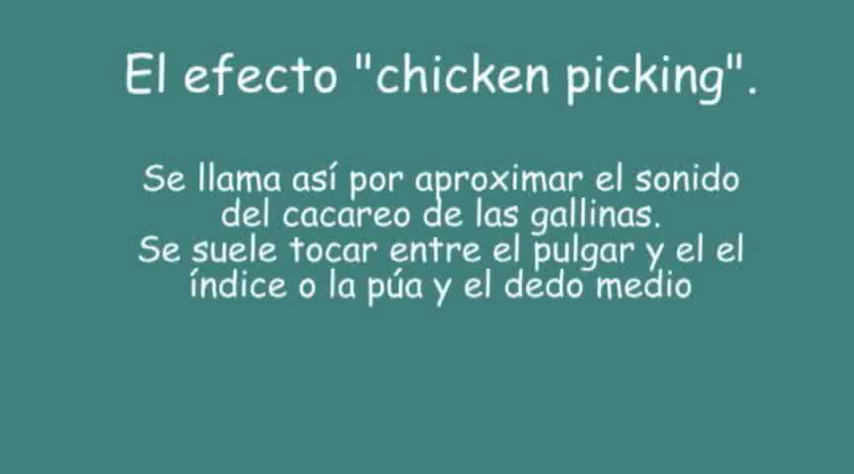 El efecto "chicken picking".
Se llama así por aproximar el sonido
del cacareo de las gallinas.
Se suele tocar entre el pulgar y el el
índice o la púa y el dedo medio